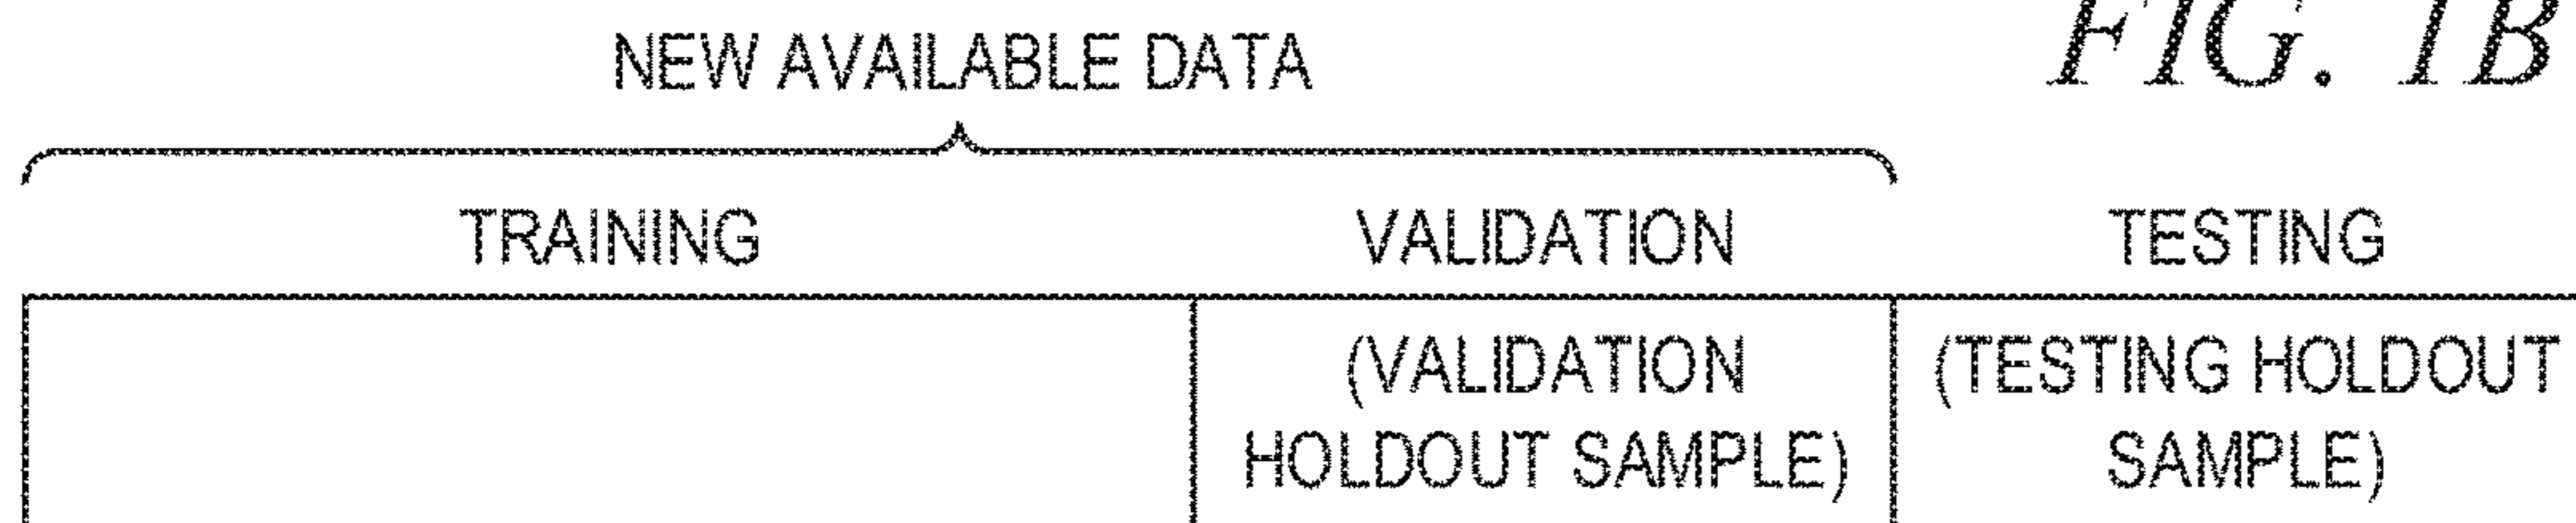 FIG. 1B
NEW AVAILABLE DATA
TRAINING
VALIDATION
TESTING
(VALIDATION
HOLDOUT SAMPLE)
(TESTING HOLDOUT
SAMPLE)